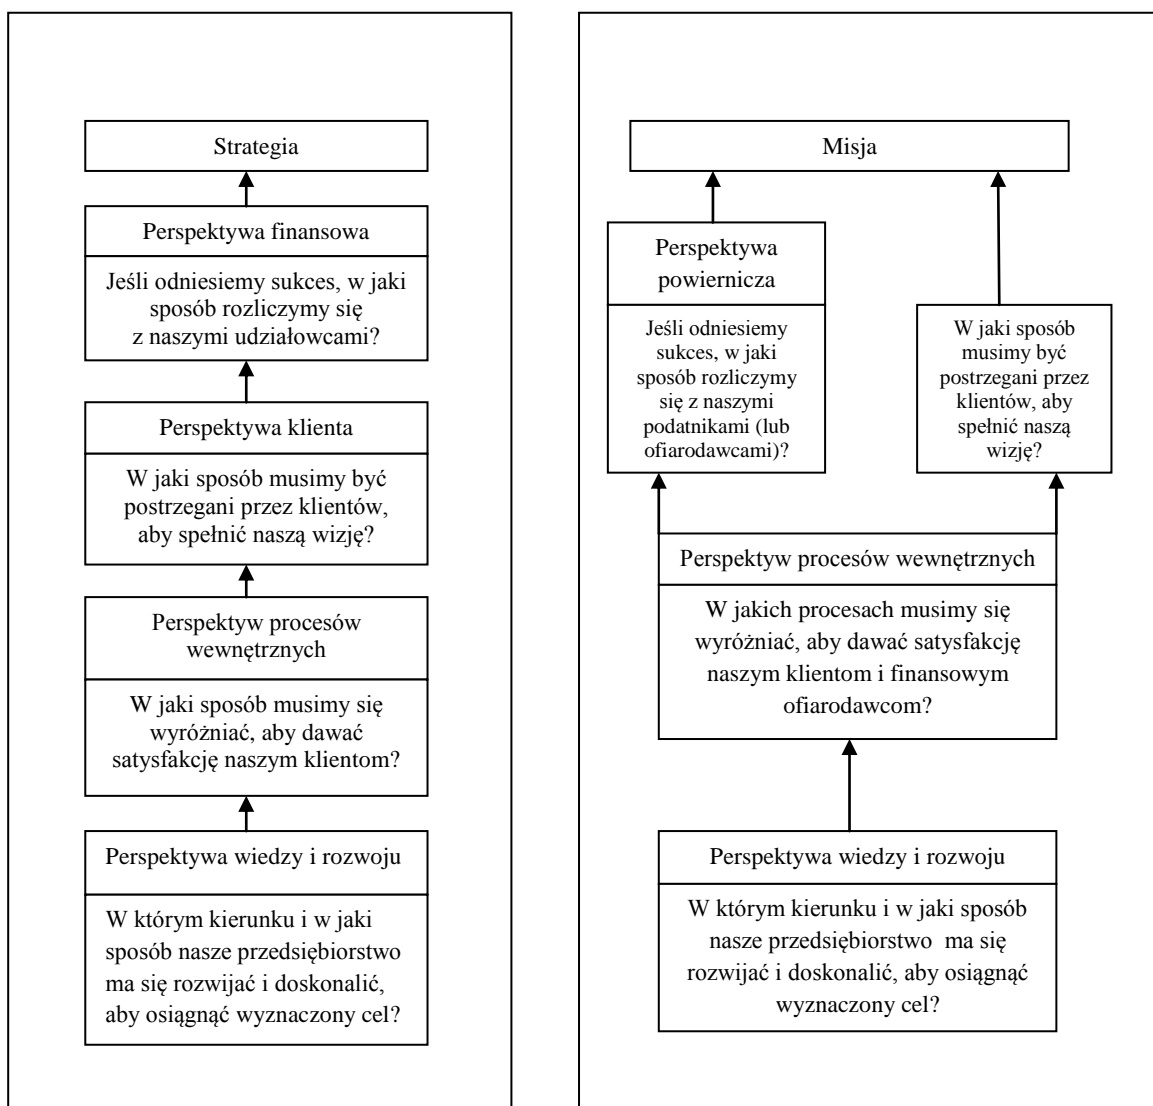 Strategia
Perspektywa finansowa
Jeśli odniesiemy sukces, w jaki
sposób rozliczymy się
z naszymi udziałowcami?
Perspektywa klienta
W jaki sposób musimy być
postrzegani przez klientów,
aby spełnić naszą wizję?
Perspektyw procesów
wewnętrznych
W jaki sposób musimy się
wyróżniać, aby dawać
satysfakcję naszym klientom?
Perspektywa wiedzy i rozwoju
W którym kierunku i w jaki
sposób nasze przedsiębiorstwo
ma się rozwijać i doskonalić,
aby osiągnąć wyznaczony cel?
Misja
Perspektywa
powiernicza
Jeśli odniesiemy
sukces, w jaki
sposób rozliczymy
się z naszymi
podatnikami (lub
ofiarodawcami)?
W jaki sposób
musimy być
postrzegani przez
klientów, aby
spełnić naszą
wizję?
Perspektyw procesów wewnętrznych
W jakich procesach musimy się
wyróżniać, aby dawać satysfakcję
naszym klientom i finansowym
ofiarodawcom?
Perspektywa wiedzy i rozwoju
W którym kierunku i w jaki sposób
nasze przedsiębiorstwo ma się
rozwijać i doskonalić, aby osiągnąć
wyznaczony cel?